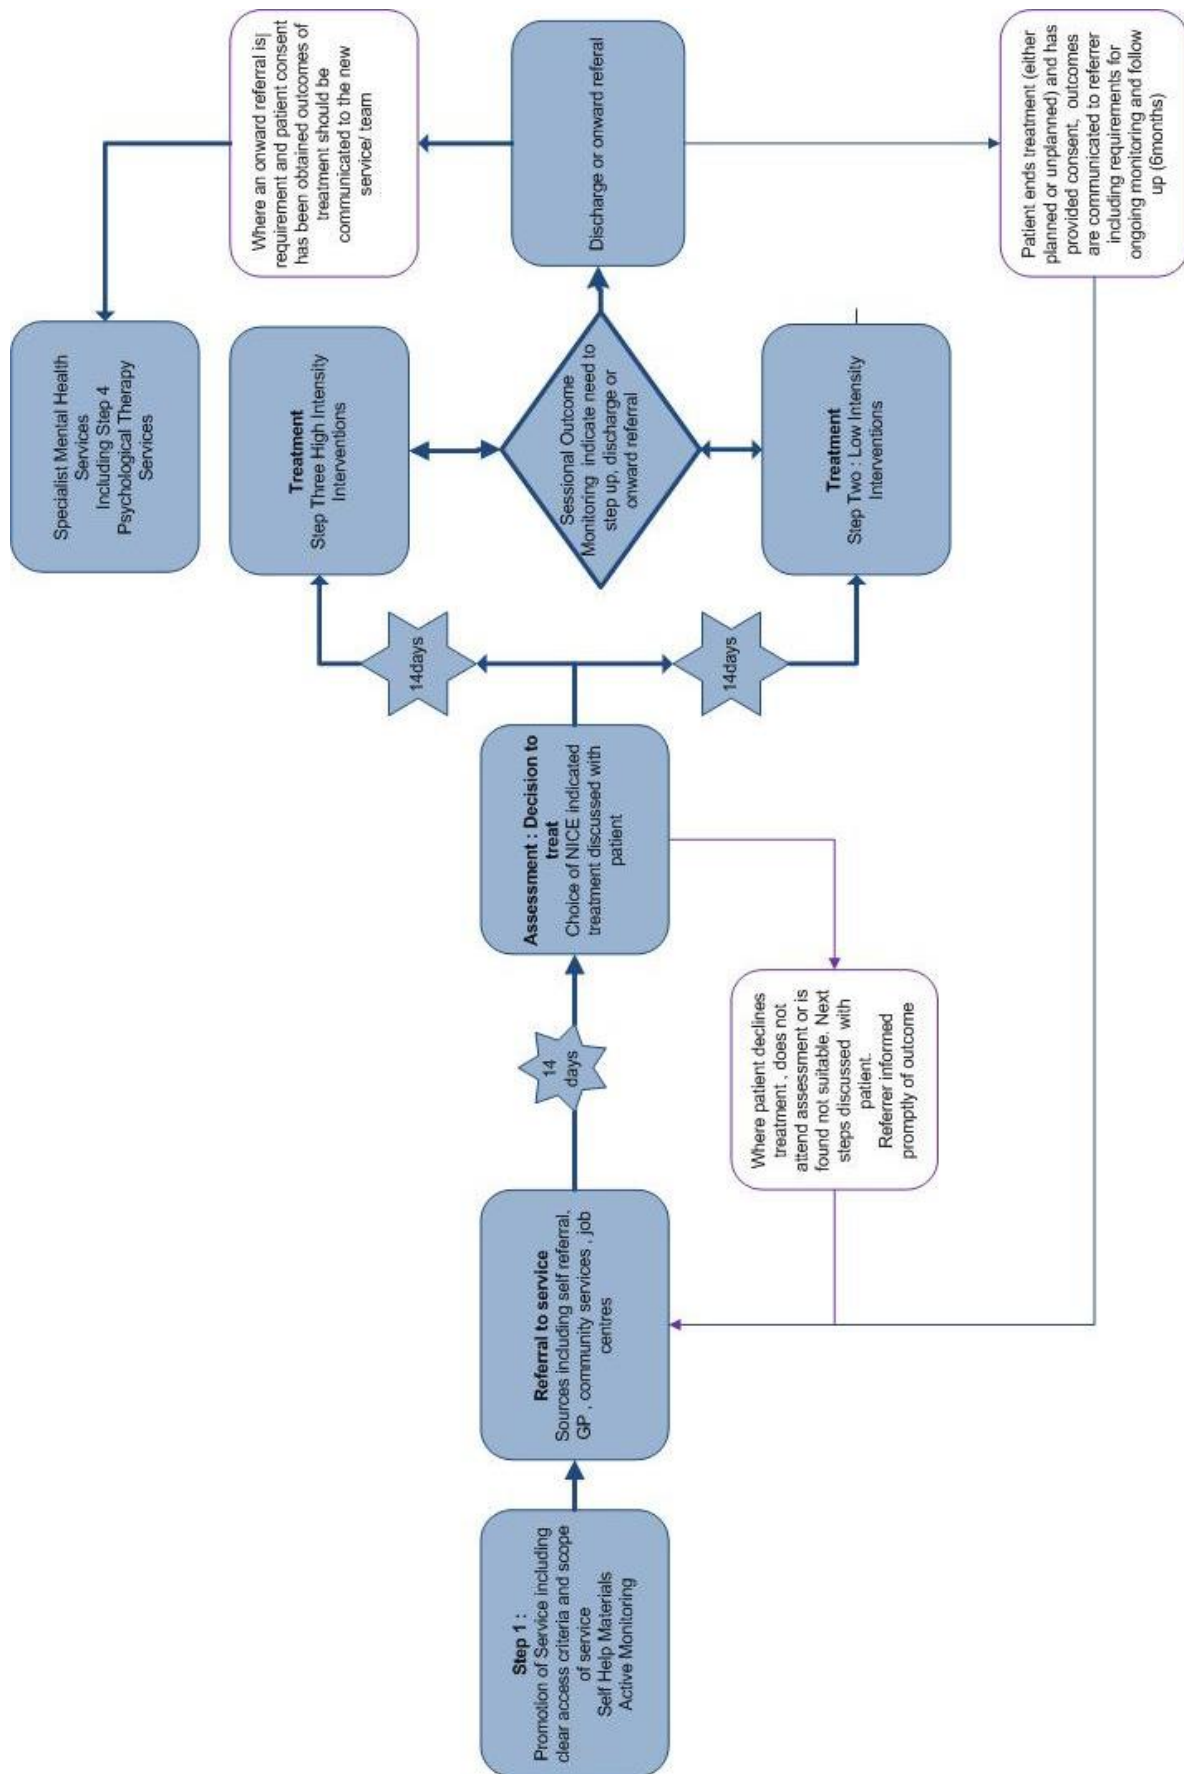 Step 1 :
Promotion of Service including
clear access criteria and scope
of service
Self Help Materials
Active Monitoring
Referral to service
Sources including self referral.
GP , community services , job
centres
14
days
Assessment : Decision to
treat
Choice of NICE indicated
treatment discussed with
patient
Where patient declines
treatment , does not
attend assessment or is
found not suitable. Next
steps discussed with
patient.
Referrer informed
promptly of outcome
14days
14days
Treatment
Step Three High Intensity
Interventions
Sessional Outcome
Monitoring indicate need to
step up, discharge or
onward referral
Treatment
Step Two : Low Intensity
Interventions
Specialist Mental Health
Services
Including Step 4
Psychological Therapy
Services
Where an onward referral is
requirement and patient consent
has been obtained outcomes of
treatment should be
communicated to the new
service/ team
Discharge or onward referal
Patient ends treatment (either
planned or unplanned) and has
provided consent, outcomes
are communicated to referrer
including requirements for
ongoing monitoring and follow
up (6months)